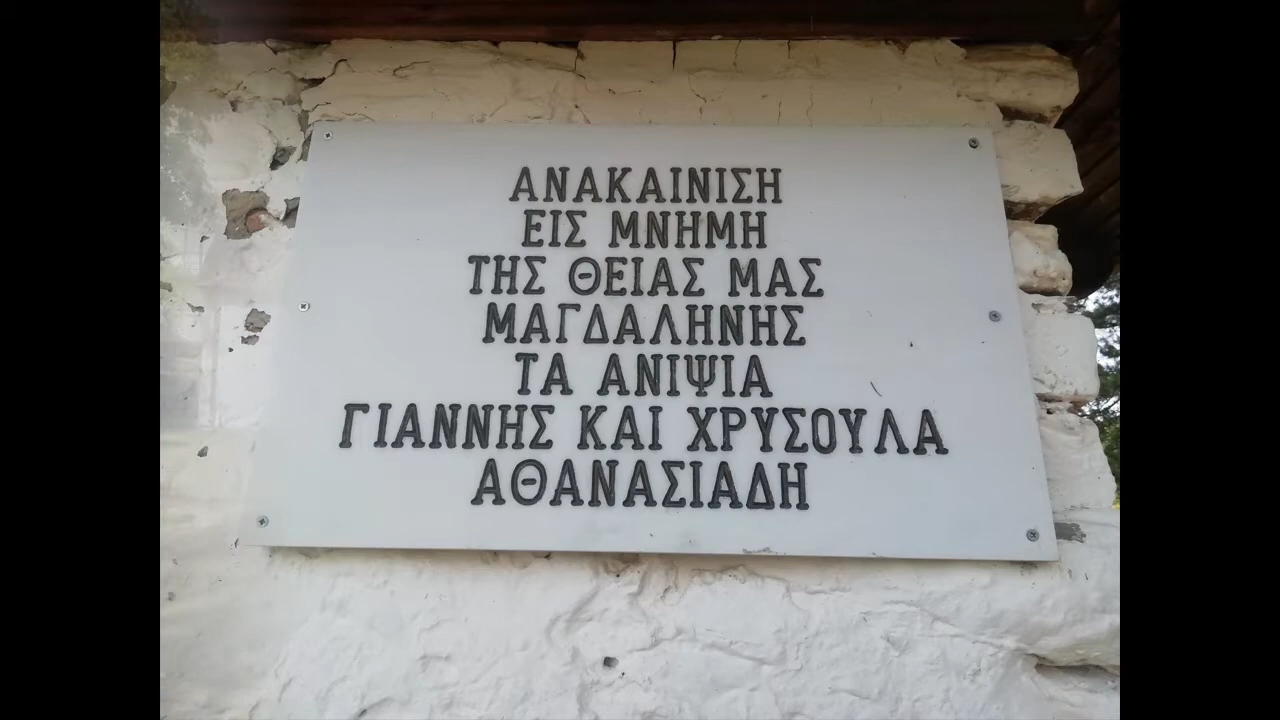 ΑΝΑΚΑΙΝΙΣΗ
ΕΙΣ ΜΝΗΜΗ
ΤΗΣ ΘΕΙΑΣ ΜΑΣ
ΜΑΓΔΑΛΗΝΗΣ
ΤΑ ΑΝΙΨΙΑ
ΓΙΑΝΝΗΣ ΚΑΙ ΧΡΥΣΟΥΛΑ
ΑΘΑΝΑΣΙΑΔΗ